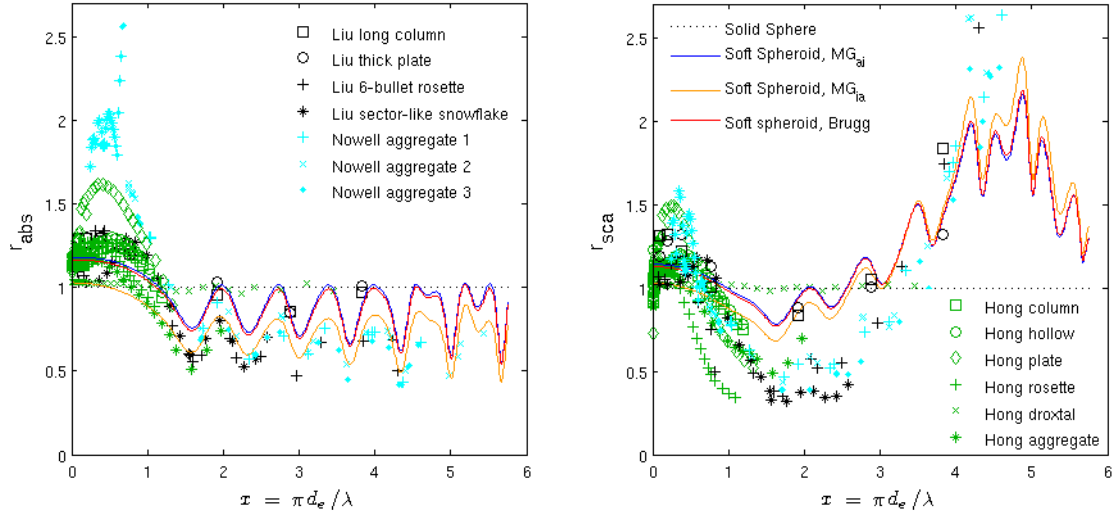 2.5
2
1.5
1
0.5
0
r_abs
0 1 2 3 4 5 6
x = πd_e/λ
Liu long column
Liu thick plate
Liu 6-bullet rosette
Liu sector-like snowflake
Nowell aggregate 1
Nowell aggregate 2
Nowell aggregate 3
2.5
2
1.5
1
0.5
0
r_sca
0 1 2 3 4 5 6
x = πd_e/λ
Solid Sphere
Soft Spheroid, MG_ai
Soft Spheroid, MG_ia
Soft spheroid, Brugg
Hong column
Hong hollow
Hong plate
Hong rosette
Hong droxtal
Hong aggregate